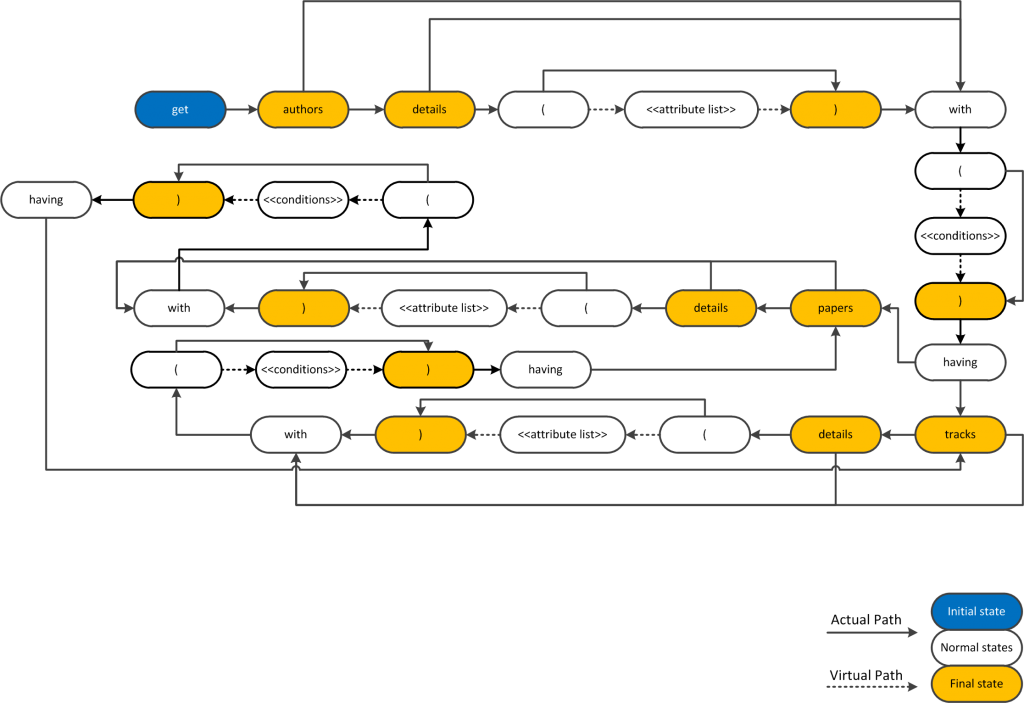 get
authors
details
(
<<attribute list>>
)
with
(
having
)
<<conditions>>
(
<<conditions>>
with
)
<<attribute list>>
(
details
papers
)
(
<<conditions>>
)
having
having
with
)
<<attribute list>>
(
details
tracks
Initial state
Actual Path
Normal states
Virtual Path
Final state